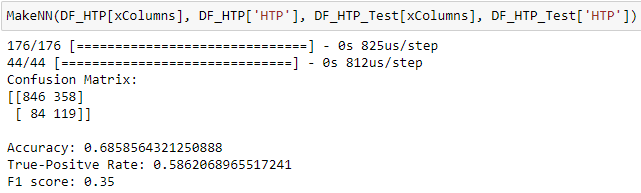 MakeNN(DF_HTP[xColumns], DF_HTP['HTP'], DF_HTP_Test[xColumns], DF_HTP_Test['HTP'])
176/176 [==============================] - 0s 825us/step
44/44 [==============================] - 0s 812us/step
Confusion Matrix:
[[846 358]
 [ 84 119]]
Accuracy: 0.6858564321250888
True-Positve Rate: 0.5862068965517241
F1 score: 0.35